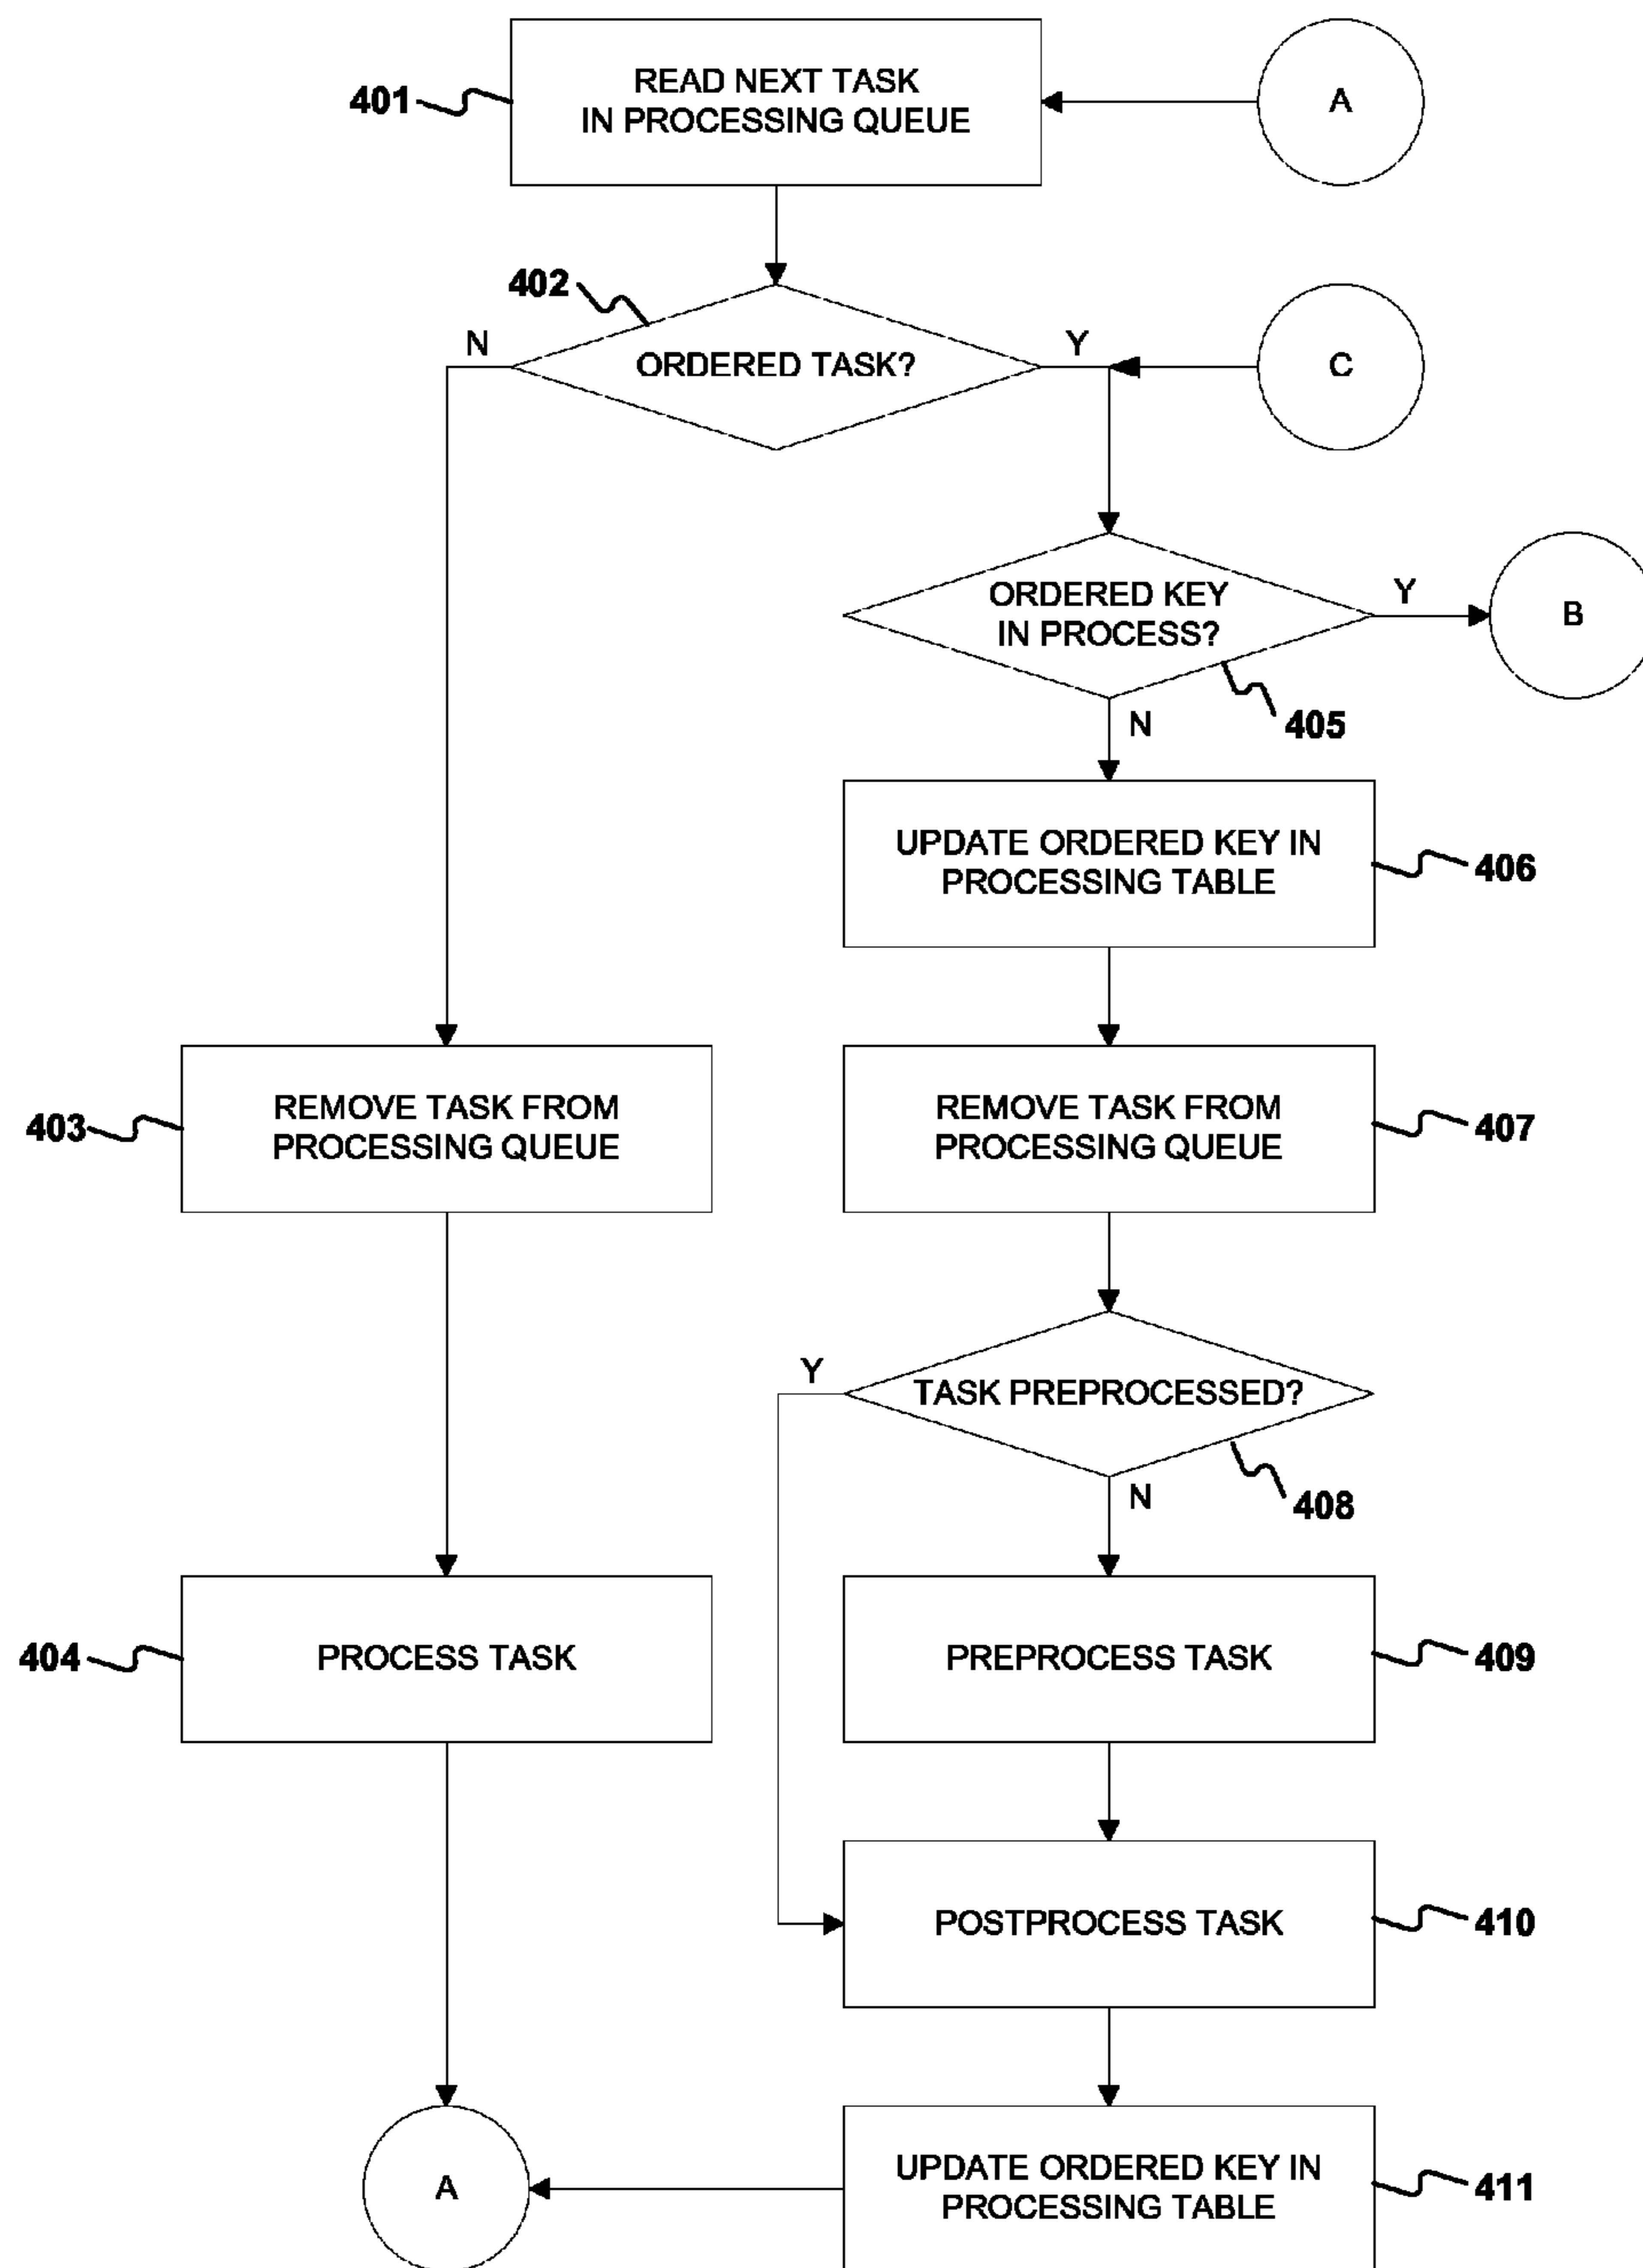 READ NEXT TASK
IN PROCESSING QUEUE
401
A
402
N
ORDERED TASK?
Y
C
ORDERED KEY
IN PROCESS?
Y
B
405
N
UPDATE ORDERED KEY IN
PROCESSING TABLE
406
403
REMOVE TASK FROM
PROCESSING QUEUE
REMOVE TASK FROM
PROCESSING QUEUE
407
Y
TASK PREPROCESSED?
N
408
404
PROCESS TASK
PREPROCESS TASK
409
POSTPROCESS TASK
410
A
UPDATE ORDERED KEY IN
PROCESSING TABLE
411